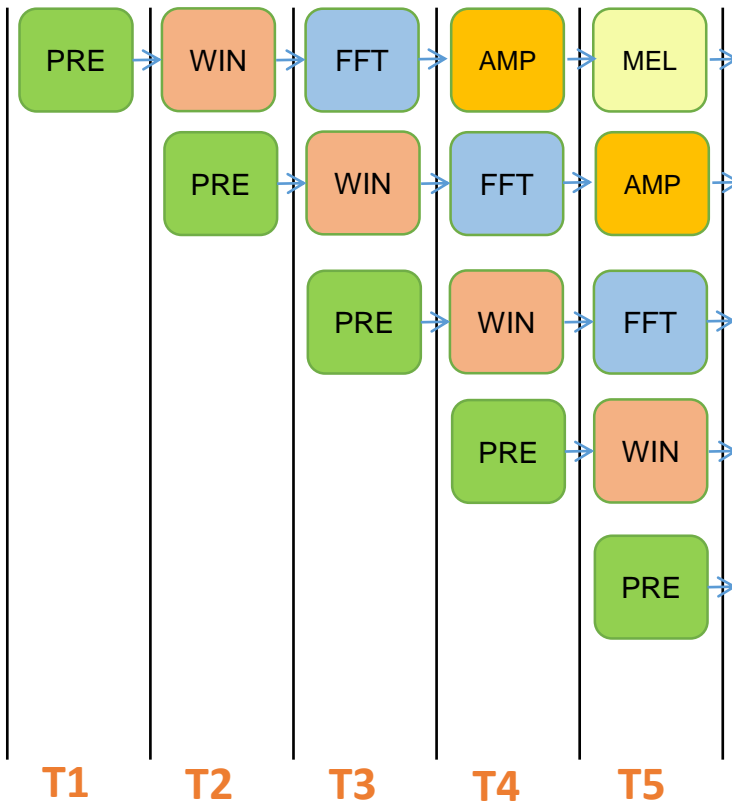 PRE WIN FFT AMP MEL
PRE WIN FFT AMP
PRE WIN FFT
PRE WIN
PRE
T1 T2 T3 T4 T5